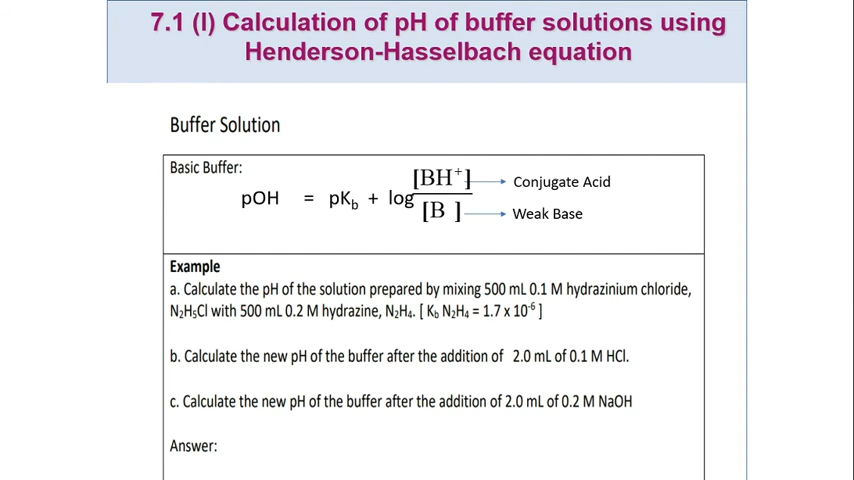 7.1 (I) Calculation of pH of buffer solutions using
Henderson-Hasselbach equation
Buffer Solution
Basic Buffer:
pOH = pKb + log [BH⁺] / [B ]
Conjugate Acid
Weak Base
Example
a. Calculate the pH of the solution prepared by mixing 500 mL 0.1 M hydrazinium chloride,
N₂H₅Cl with 500 mL 0.2 M hydrazine, N₂H₄. [ Kb N₂H₄ = 1.7 x 10⁻⁶ ]
b. Calculate the new pH of the buffer after the addition of 2.0 mL of 0.1 M HCl.
c. Calculate the new pH of the buffer after the addition of 2.0 mL of 0.2 M NaOH
Answer: